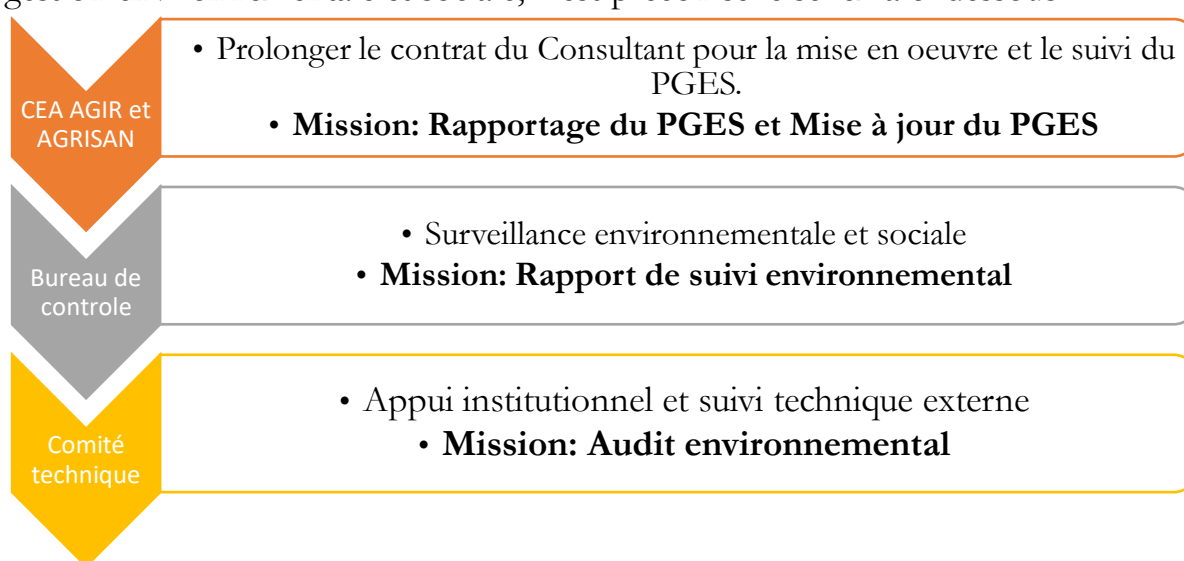 CEA AGIR et
AGRISAN
• Prolonger le contrat du Consultant pour la mise en oeuvre et le suivi du
PGES.
• Mission: Rapportage du PGES et Mise à jour du PGES
Bureau de
controle
• Surveillance environnementale et sociale
• Mission: Rapport de suivi environnemental
Comité
technique
• Appui institutionnel et suivi technique externe
• Mission: Audit environnemental